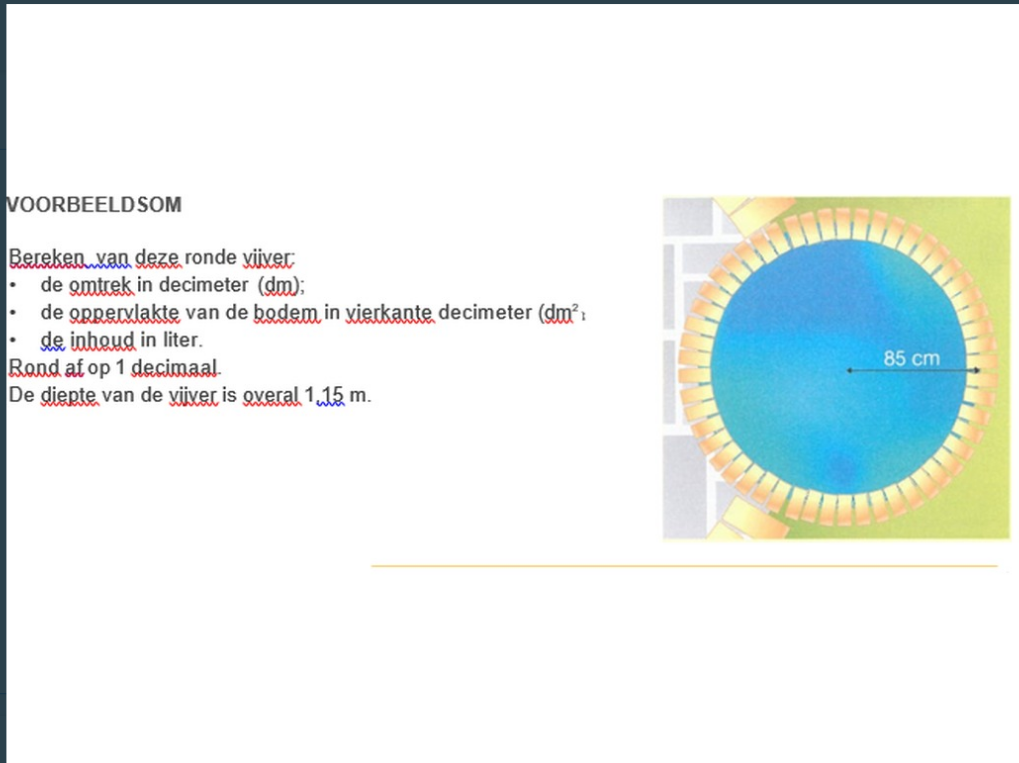 VOORBEELDSOM
Bereken van deze ronde vijver:
• de omtrek in decimeter (dm);
• de oppervlakte van de bodem in vierkante decimeter (dm²;
• de inhoud in liter.
Rond af op 1 decimaal.
De diepte van de vijver is overal 1,15 m.
85 cm